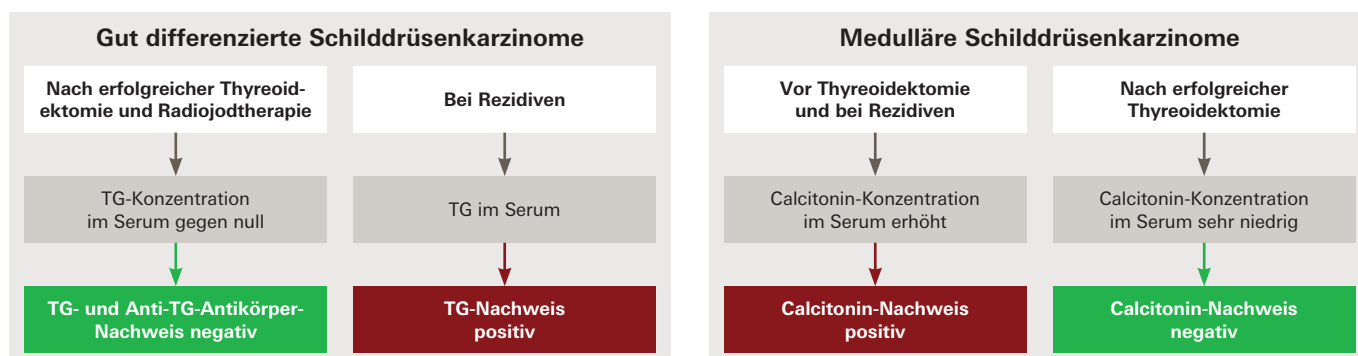 Gut differenzierte Schilddrüsenkarzinome
Nach erfolgreicher Thyreoid-
ektomie und Radiojodtherapie
TG-Konzentration
im Serum gegen null
TG- und Anti-TG-Antikörper-
Nachweis negativ
Bei Rezidiven
TG im Serum
TG-Nachweis
positiv
Medulläre Schilddrüsenkarzinome
Vor Thyreoidektomie
und bei Rezidiven
Calcitonin-Konzentration
im Serum erhöht
Calcitonin-Nachweis
positiv
Nach erfolgreicher
Thyreoidektomie
Calcitonin-Konzentration
im Serum sehr niedrig
Calcitonin-Nachweis
negativ